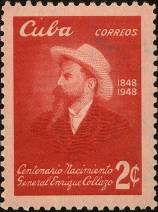 Cuba CORREOS
1848
1948
Centenario Nacimiento
General Enrique Collazo 2¢